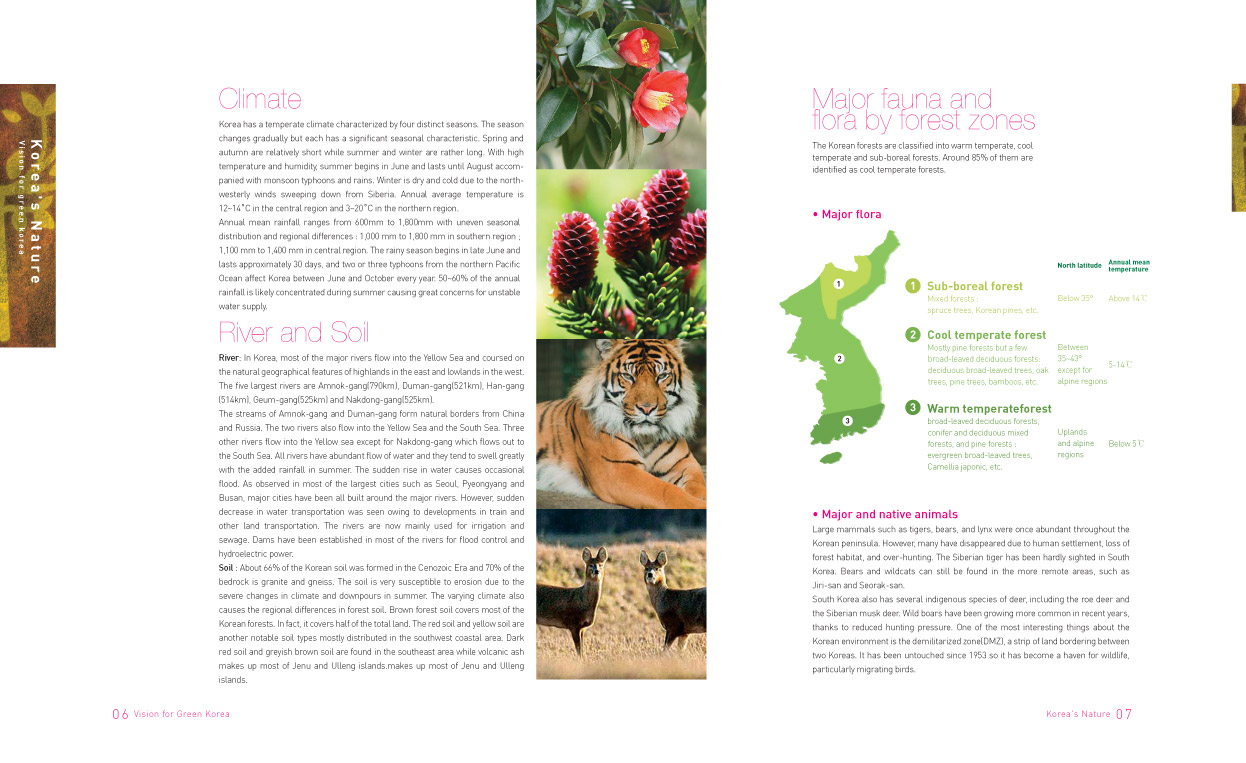 Korea's Nature
Vision for green korea
Climate
Korea has a temperate climate characterized by four distinct seasons. The season
changes gradually but each has a significant seasonal characteristic. Spring and
autumn are relatively short while summer and winter are rather long. With high
temperature and humidity, summer begins in June and lasts until August accom-
panied with monsoon typhoons and rains. Winter is dry and cold due to the north-
westerly winds sweeping down from Siberia. Annual average temperature is
12~14˚C in the central region and 3~20˚C in the northern region.
Annual mean rainfall ranges from 600mm to 1,800mm with uneven seasonal
distribution and regional differences : 1,000 mm to 1,800 mm in southern region ;
1,100 mm to 1,400 mm in central region. The rainy season begins in late June and
lasts approximately 30 days, and two or three typhoons from the northern Pacific
Ocean affect Korea between June and October every year. 50~60% of the annual
rainfall is likely concentrated during summer causing great concerns for unstable
water supply.
River and Soil
River: In Korea, most of the major rivers flow into the Yellow Sea and coursed on
the natural geographical features of highlands in the east and lowlands in the west.
The five largest rivers are Amnok-gang(790km), Duman-gang(521km), Han-gang
(514km), Geum-gang(525km) and Nakdong-gang(525km).
The streams of Amnok-gang and Duman-gang form natural borders from China
and Russia. The two rivers also flow into the Yellow Sea and the South Sea. Three
other rivers flow into the Yellow sea except for Nakdong-gang which flows out to
the South Sea. All rivers have abundant flow of water and they tend to swell greatly
with the added rainfall in summer. The sudden rise in water causes occasional
flood. As observed in most of the largest cities such as Seoul, Pyeongyang and
Busan, major cities have been all built around the major rivers. However, sudden
decrease in water transportation was seen owing to developments in train and
other land transportation. The rivers are now mainly used for irrigation and
sewage. Dams have been established in most of the rivers for flood control and
hydroelectric power.
Soil : About 66% of the Korean soil was formed in the Cenozoic Era and 70% of the
bedrock is granite and gneiss. The soil is very susceptible to erosion due to the
severe changes in climate and downpours in summer. The varying climate also
causes the regional differences in forest soil. Brown forest soil covers most of the
Korean forests. In fact, it covers half of the total land. The red soil and yellow soil are
another notable soil types mostly distributed in the southwest coastal area. Dark
red soil and greyish brown soil are found in the southeast area while volcanic ash
makes up most of Jenu and Ulleng islands.makes up most of Jenu and Ulleng
islands.
06 Vision for Green Korea
Major fauna and
flora by forest zones
The Korean forests are classified into warm temperate, cool
temperate and sub-boreal forests. Around 85% of them are
identified as cool temperate forests.
• Major flora
North latitude
Annual mean
temperature
1
2
3
1 Sub-boreal forest
Mixed forests :
spruce trees, Korean pines, etc.
Below 35°
Above 14℃
2 Cool temperate forest
Mostly pine forests but a few
broad-leaved deciduous forests:
deciduous broad-leaved trees, oak
trees, pine trees, bamboos, etc.
Between
35~43°
except for
alpine regions
5~14℃
3 Warm temperateforest
broad-leaved deciduous forests,
conifer and deciduous mixed
forests, and pine forests :
evergreen broad-leaved trees,
Camellia japonic, etc.
Uplands
and alpine
regions
Below 5℃
• Major and native animals
Large mammals such as tigers, bears, and lynx were once abundant throughout the
Korean peninsula. However, many have disappeared due to human settlement, loss of
forest habitat, and over-hunting. The Siberian tiger has been hardly sighted in South
Korea. Bears and wildcats can still be found in the more remote areas, such as
Jiri-san and Seorak-san.
South Korea also has several indigenous species of deer, including the roe deer and
the Siberian musk deer. Wild boars have been growing more common in recent years,
thanks to reduced hunting pressure. One of the most interesting things about the
Korean environment is the demilitarized zone(DMZ), a strip of land bordering between
two Koreas. It has been untouched since 1953 so it has become a haven for wildlife,
particularly migrating birds.
Korea's Nature 07